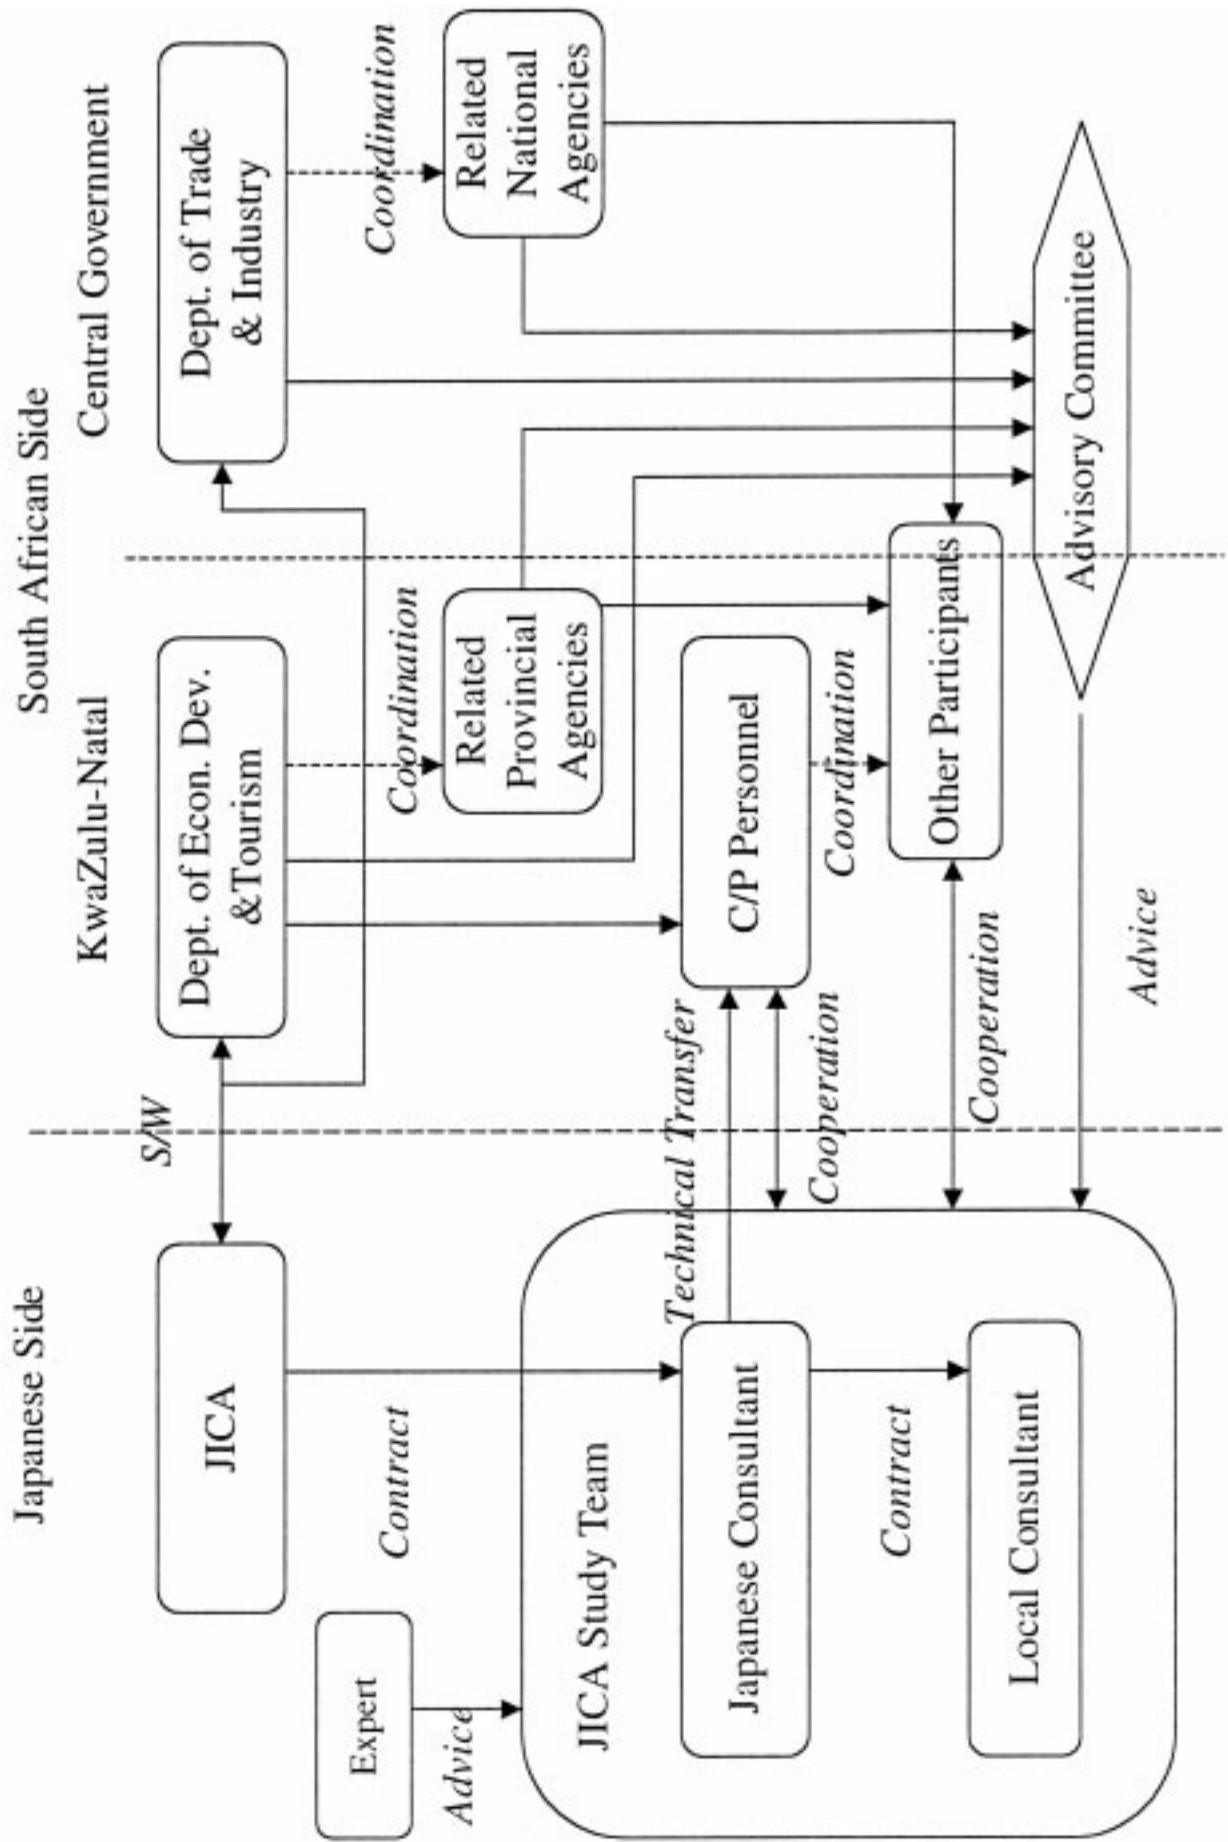 Japanese Side
South African Side
KwaZulu-Natal
Central Government
JICA
S/W
Dept. of Econ. Dev.
&Tourism
Dept. of Trade
& Industry
Expert
Contract
Coordination
Coordination
Advice
Related
Provincial
Agencies
Related
National
Agencies
JICA Study Team
Technical Transfer
Japanese Consultant
C/P Personnel
Cooperation
Coordination
Contract
Other Participants
Cooperation
Local Consultant
Advisory Committee
Advice